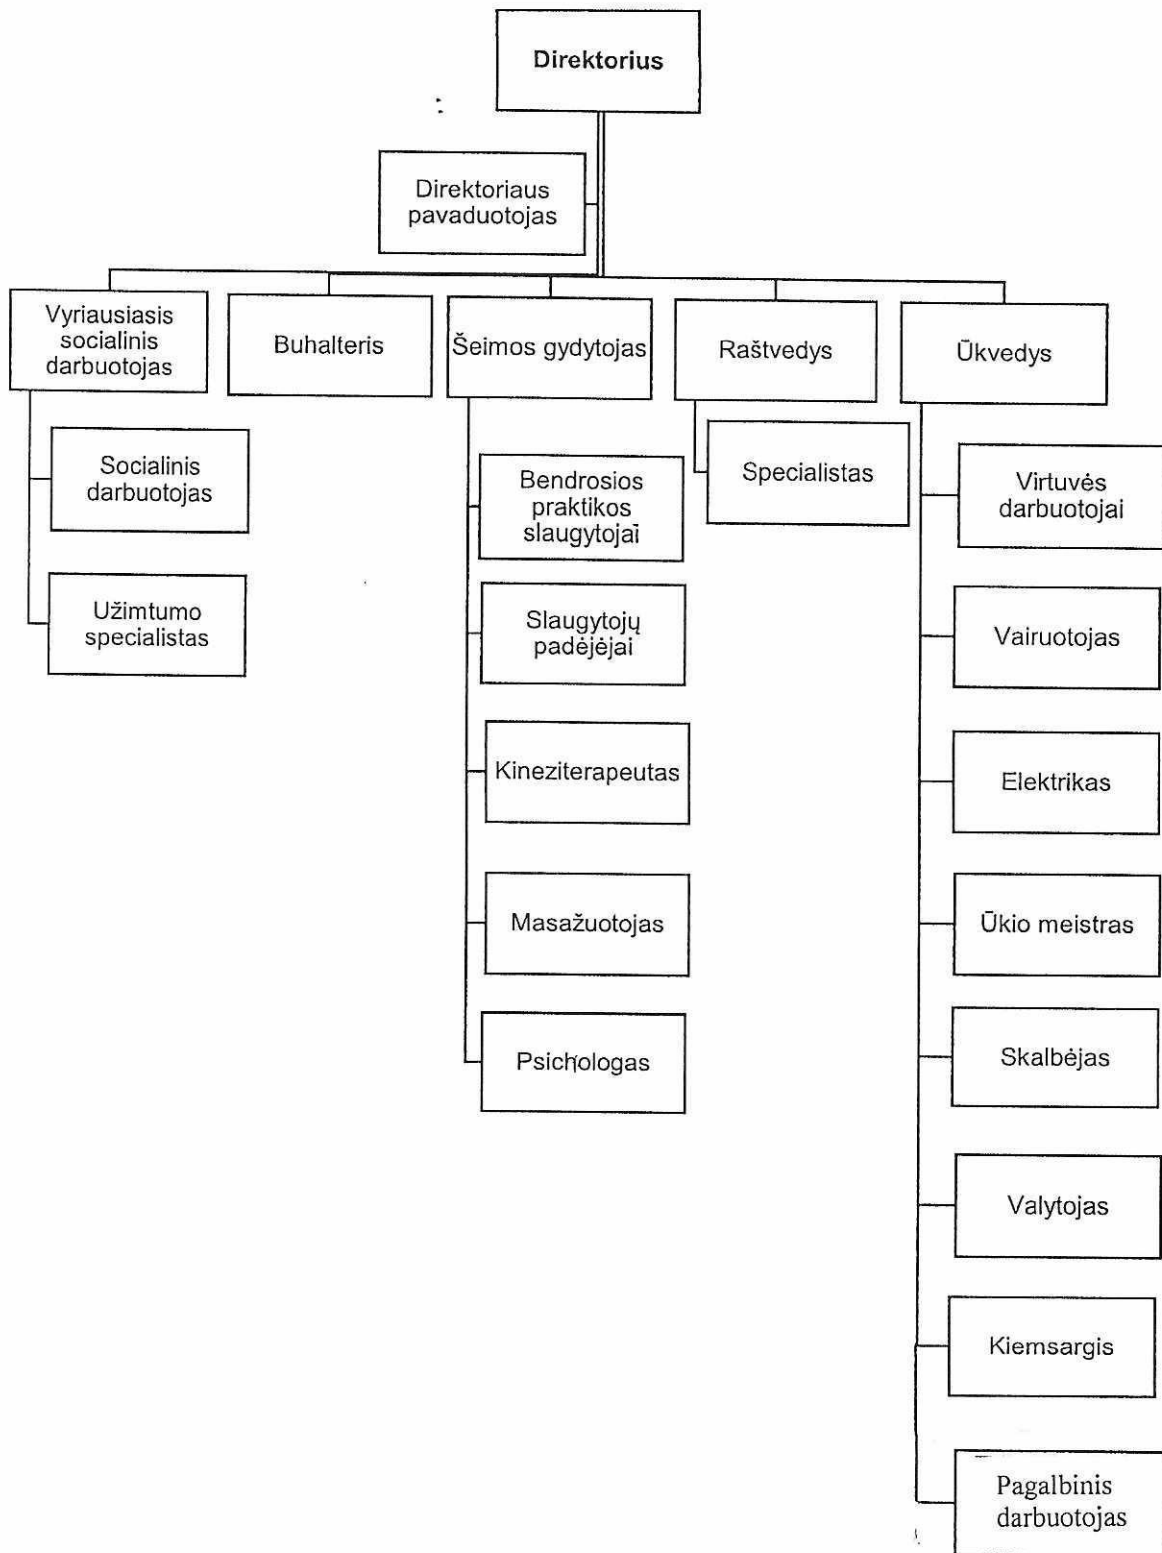 Direktorius
Direktoriaus
pavaduotojas
Vyriausiasis
socialinis
darbuotojas
Buhalteris
Šeimos gydytojas
Raštvedys
Ūkvedys
Socialinis
darbuotojas
Užimtumo
specialistas
Bendrosios
praktikos
slaugytojai
Slaugytojų
padėjėjai
Kineziterapeutas
Masažuotojas
Psichologas
Specialistas
Virtuvės
darbuotojai
Vairuotojas
Elektrikas
Ūkio meistras
Skalbėjas
Valytojas
Kiemsargis
Pagalbinis
darbuotojas